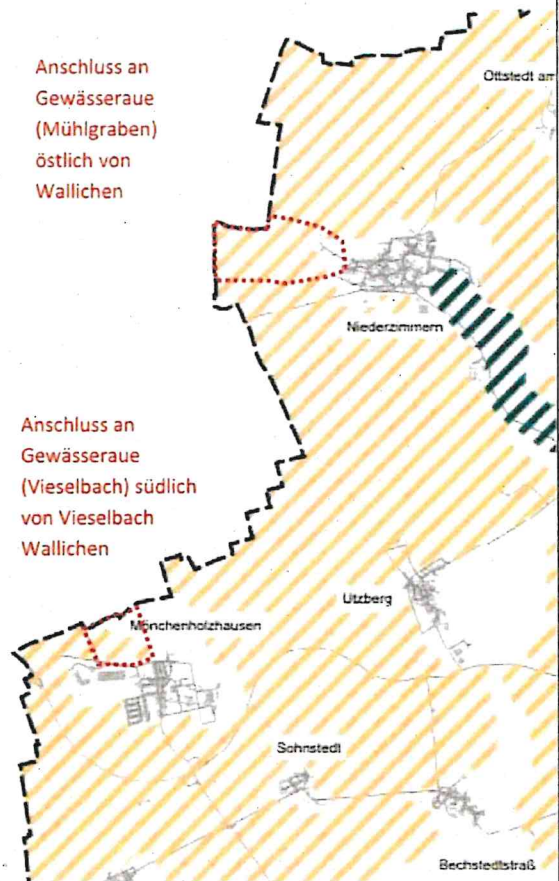 Anschluss an
Gewässeraue
(Mühlgraben)
östlich von
Wallichen
Ottstedt am
Niederzimmern
Anschluss an
Gewässeraue
(Vieselbach) südlich
von Vieselbach
Wallichen
Utzberg
Mönchenholzhausen
Sohnstedt
Bechstedtstraß